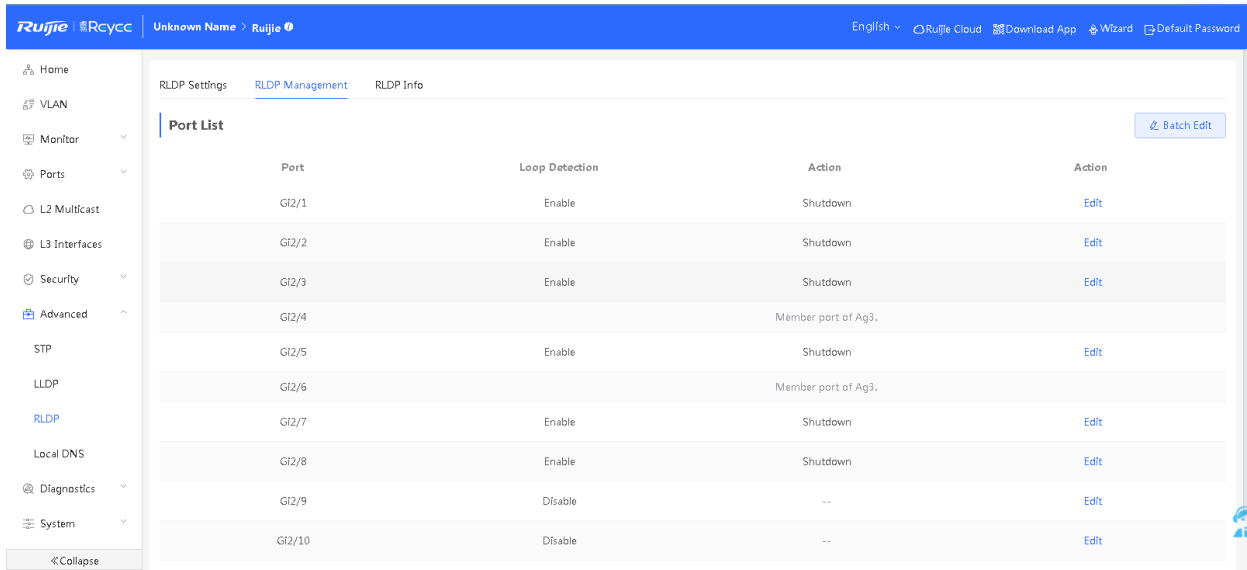 Ruijie Rcycc Unknown Name > Ruijie English Ruijie Cloud Download App Wizard Default Password
Home
VLAN
Monitor
Ports
L2 Multicast
L3 Interfaces
Security
Advanced
STP
LLDP
RLDP
Local DNS
Diagnostics
System
«Collapse
RLDP Settings RLDP Management RLDP Info
Port List Batch Edit
Port Loop Detection Action Action
Gi2/1 Enable Shutdown Edit
Gi2/2 Enable Shutdown Edit
Gi2/3 Enable Shutdown Edit
Gi2/4 Member port of Ag3.
Gi2/5 Enable Shutdown Edit
Gi2/6 Member port of Ag3.
Gi2/7 Enable Shutdown Edit
Gi2/8 Enable Shutdown Edit
Gi2/9 Disable -- Edit
Gi2/10 Disable -- Edit